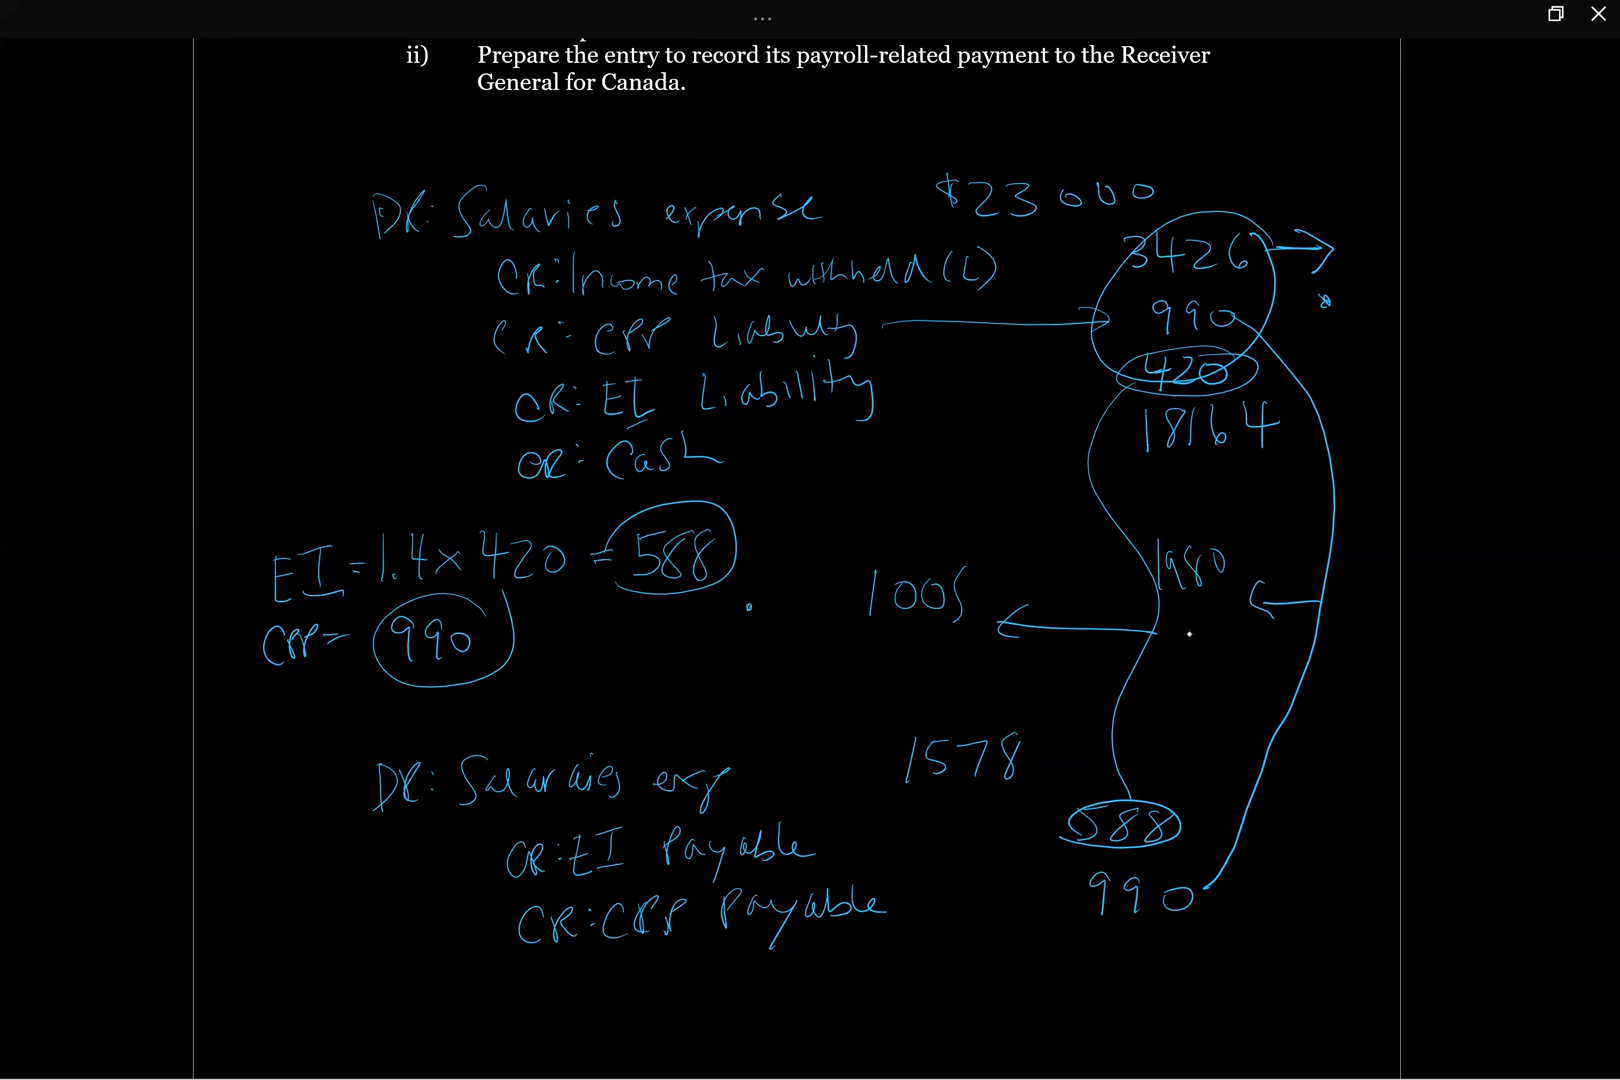 ii) Prepare the entry to record its payroll-related payment to the Receiver
General for Canada.
DR: Salaries expense $23000
CR: Income tax withheld (L) 3426
CR: CPP Liability 990
CR: EI Liability 420
CR: Cash 18164
EI = 1.4 × 420 = 588
1980
1005
CPP = 990
DR: Salaries exp 1578
CR: EI Payable 588
CR: CPP Payable 990